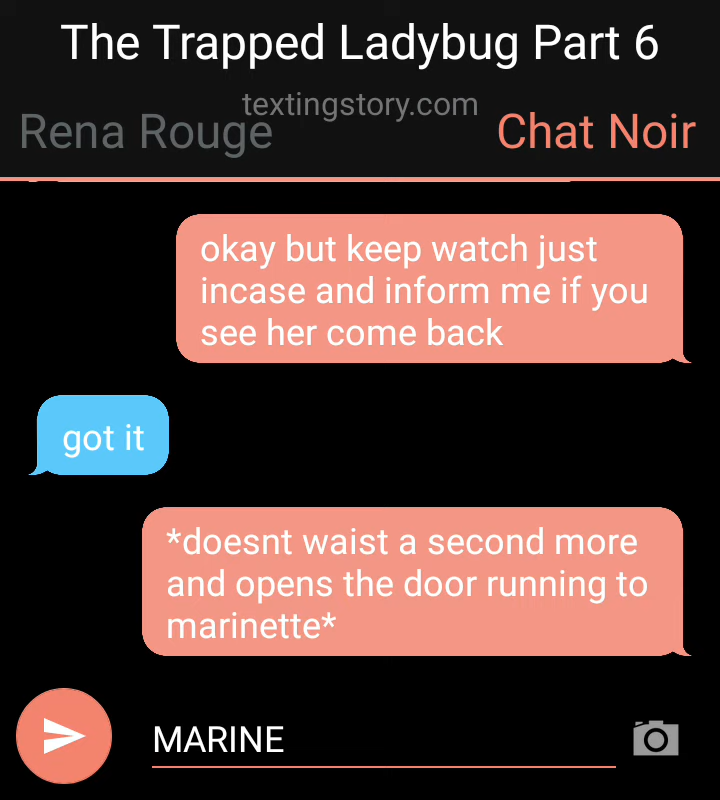 The Trapped Ladybug Part 6
textingstory.com
Rena Rouge
Chat Noir
okay but keep watch just
incase and inform me if you
see her come back
got it
*doesnt waist a second more
and opens the door running to
marinette*
MARINE